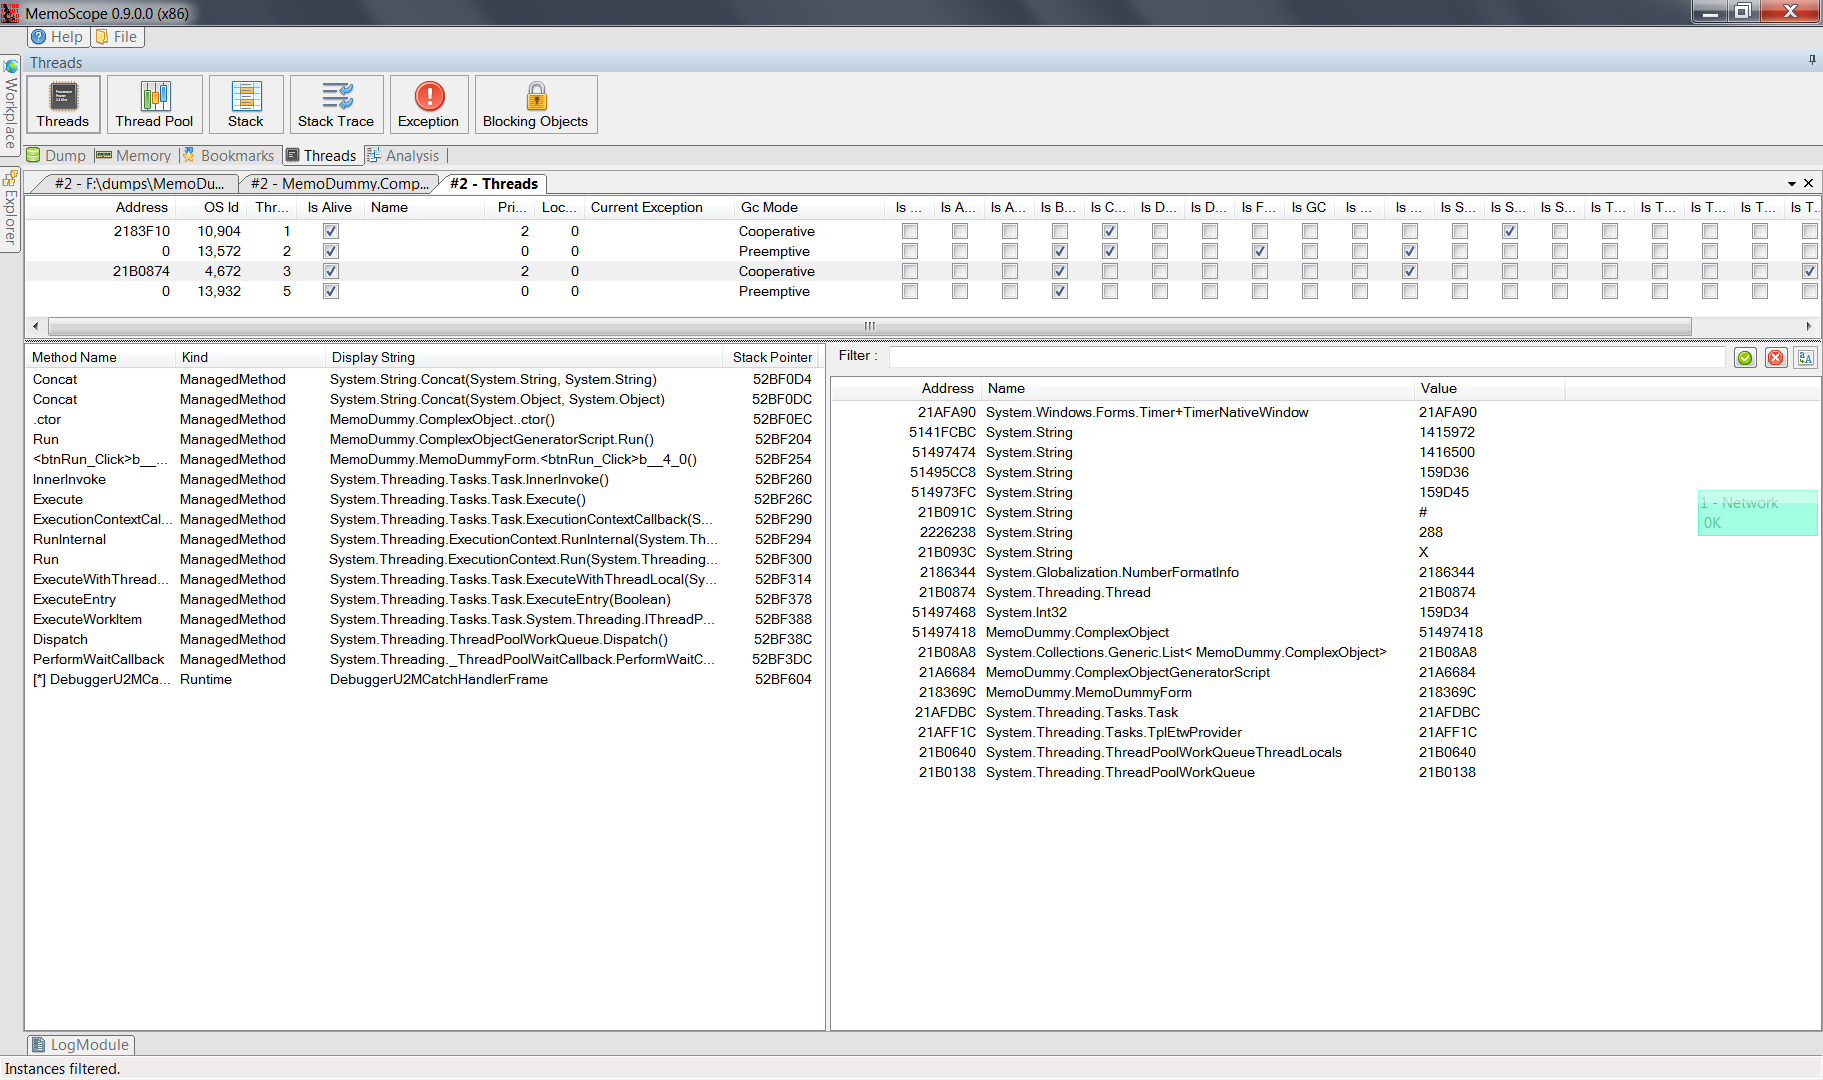 MemoScope 0.9.0.0 (x86)
Help File
Threads
Workplace
Explorer
Threads Thread Pool Stack Stack Trace Exception Blocking Objects
Dump Memory Bookmarks Threads Analysis
#2 - F:\dumps\MemoDu... #2 - MemoDummy.Comp... #2 - Threads
Address OS Id Thr... Is Alive Name Pri... Loc... Current Exception Gc Mode Is ... Is A... Is A... Is B... Is C... Is D... Is D... Is F... Is GC Is ... Is ... Is S... Is S... Is S... Is T... Is T... Is T... Is T... Is T...
2183F10 10,904 1 2 0 Cooperative
0 13,572 2 0 0 Preemptive
21B0874 4,672 3 2 0 Cooperative
0 13,932 5 0 0 Preemptive
Method Name Kind Display String Stack Pointer
Concat ManagedMethod System.String.Concat(System.String, System.String) 52BF0D4
Concat ManagedMethod System.String.Concat(System.Object, System.Object) 52BF0DC
.ctor ManagedMethod MemoDummy.ComplexObject..ctor() 52BF0EC
Run ManagedMethod MemoDummy.ComplexObjectGeneratorScript.Run() 52BF204
<btnRun_Click>b__... ManagedMethod MemoDummy.MemoDummyForm.<btnRun_Click>b__4_0() 52BF254
InnerInvoke ManagedMethod System.Threading.Tasks.Task.InnerInvoke() 52BF260
Execute ManagedMethod System.Threading.Tasks.Task.Execute() 52BF26C
ExecutionContextCal... ManagedMethod System.Threading.Tasks.Task.ExecutionContextCallback(S... 52BF290
RunInternal ManagedMethod System.Threading.ExecutionContext.RunInternal(System.Th... 52BF294
Run ManagedMethod System.Threading.ExecutionContext.Run(System.Threading... 52BF300
ExecuteWithThread... ManagedMethod System.Threading.Tasks.Task.ExecuteWithThreadLocal(Sy... 52BF314
ExecuteEntry ManagedMethod System.Threading.Tasks.Task.ExecuteEntry(Boolean) 52BF378
ExecuteWorkItem ManagedMethod System.Threading.Tasks.Task.System.Threading.IThreadP... 52BF388
Dispatch ManagedMethod System.Threading.ThreadPoolWorkQueue.Dispatch() 52BF38C
PerformWaitCallback ManagedMethod System.Threading._ThreadPoolWaitCallback.PerformWaitC... 52BF3DC
[*] DebuggerU2MCa... Runtime DebuggerU2MCatchHandlerFrame 52BF604
Filter :
Address Name Value
21AFA90 System.Windows.Forms.Timer+TimerNativeWindow 21AFA90
5141FCBC System.String 1415972
51497474 System.String 1416500
51495CC8 System.String 159D36
514973FC System.String 159D45
21B091C System.String #
2226238 System.String 288
21B093C System.String X
2186344 System.Globalization.NumberFormatInfo 2186344
21B0874 System.Threading.Thread 21B0874
51497468 System.Int32 159D34
51497418 MemoDummy.ComplexObject 51497418
21B08A8 System.Collections.Generic.List< MemoDummy.ComplexObject> 21B08A8
21A6684 MemoDummy.ComplexObjectGeneratorScript 21A6684
218369C MemoDummy.MemoDummyForm 218369C
21AFDBC System.Threading.Tasks.Task 21AFDBC
21AFF1C System.Threading.Tasks.TplEtwProvider 21AFF1C
21B0640 System.Threading.ThreadPoolWorkQueueThreadLocals 21B0640
21B0138 System.Threading.ThreadPoolWorkQueue 21B0138
1 - Network
0K
LogModule
Instances filtered.